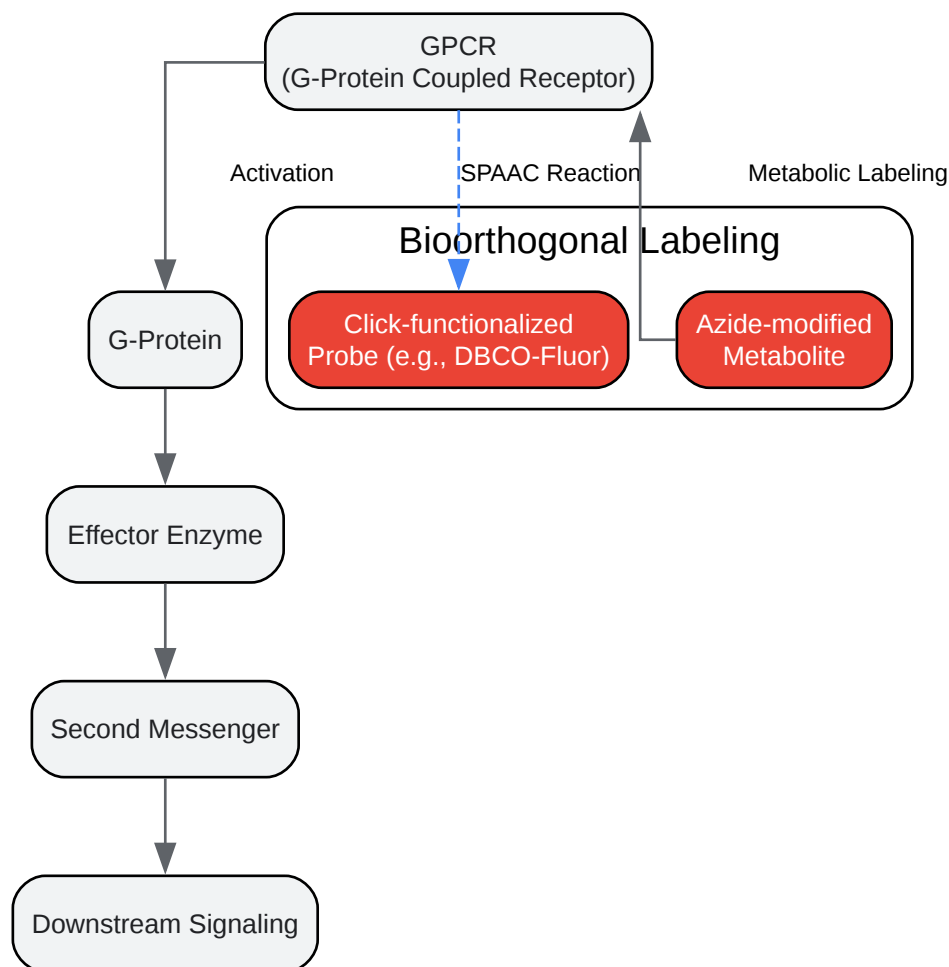 GPCR
(G-Protein Coupled Receptor)
Activation
SPAAC Reaction
Metabolic Labeling
Bioorthogonal Labeling
Click-functionalized
Probe (e.g., DBCO-Fluor)
Azide-modified
Metabolite
G-Protein
Effector Enzyme
Second Messenger
Downstream Signaling